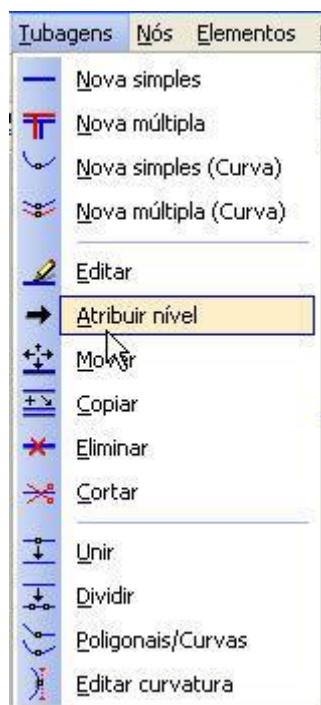 Tubagens Nós Elementos
Nova simples
Nova múltipla
Nova simples (Curva)
Nova múltipla (Curva)
Editar
Atribuir nível
Mover
Copiar
Eliminar
Cortar
Unir
Dividir
Poligonais/Curvas
Editar curvatura